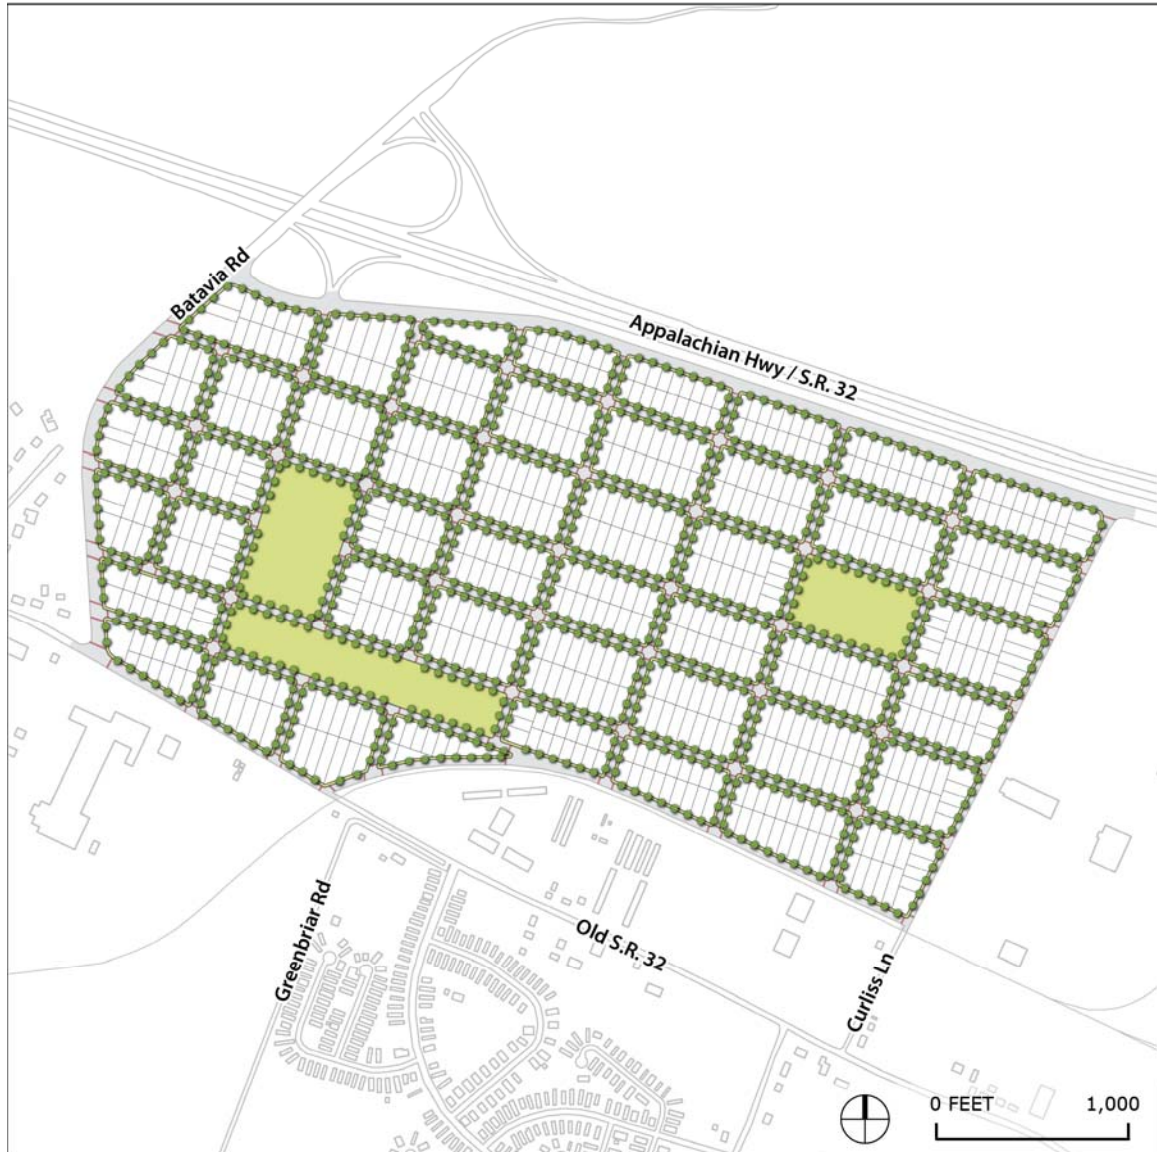 Batavia Rd
Appalachian Hwy / S.R. 32
Greenbriar Rd
Old S.R. 32
Curliss Ln
0 FEET 1,000